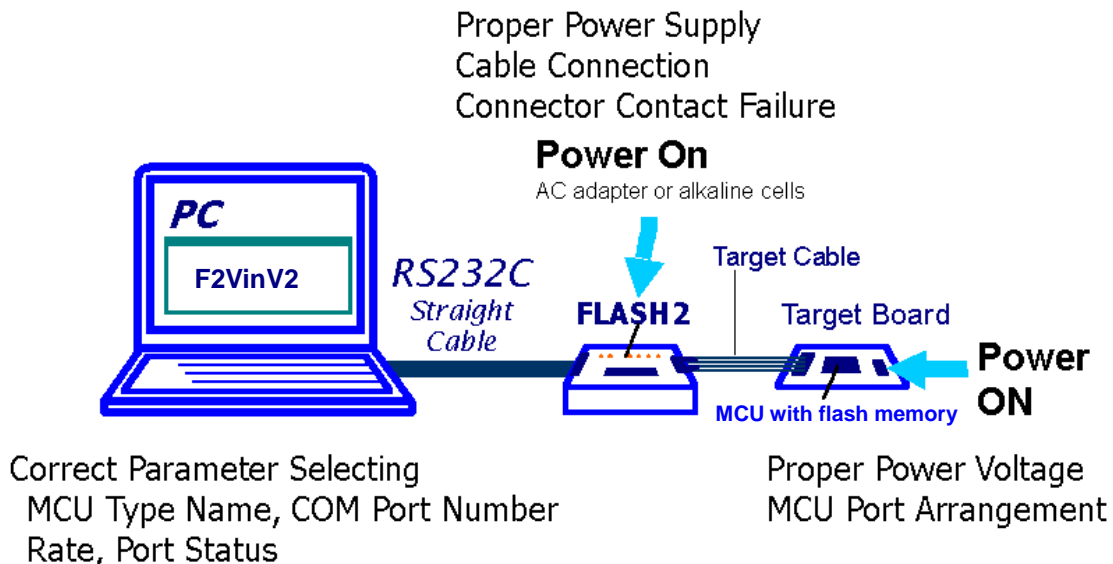 Proper Power Supply
Cable Connection
Connector Contact Failure
Power On
AC adapter or alkaline cells
PC
F2VinV2
RS232C
Straight
Cable
FLASH2
Target Cable
Target Board
Power
ON
MCU with flash memory
Correct Parameter Selecting
MCU Type Name, COM Port Number
Rate, Port Status
Proper Power Voltage
MCU Port Arrangement